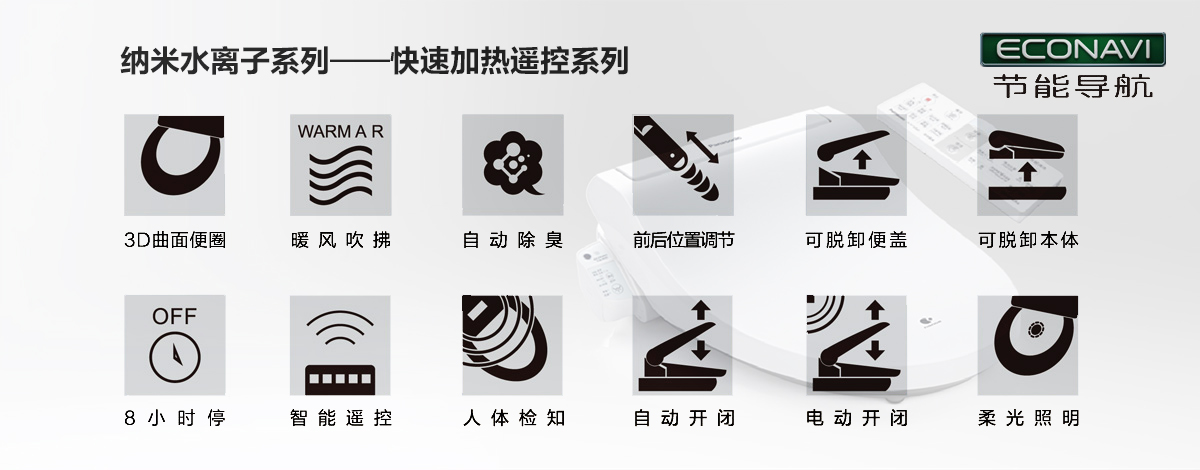 纳米水离子系列——快速加热遥控系列
ECONAVI
节能导航
WARM A R
3D曲面便圈
暖风吹拂
自动除臭
前后位置调节
可脱卸便盖
可脱卸本体
OFF
8小时停
智能遥控
人体检知
自动开闭
电动开闭
柔光照明
Panasonic